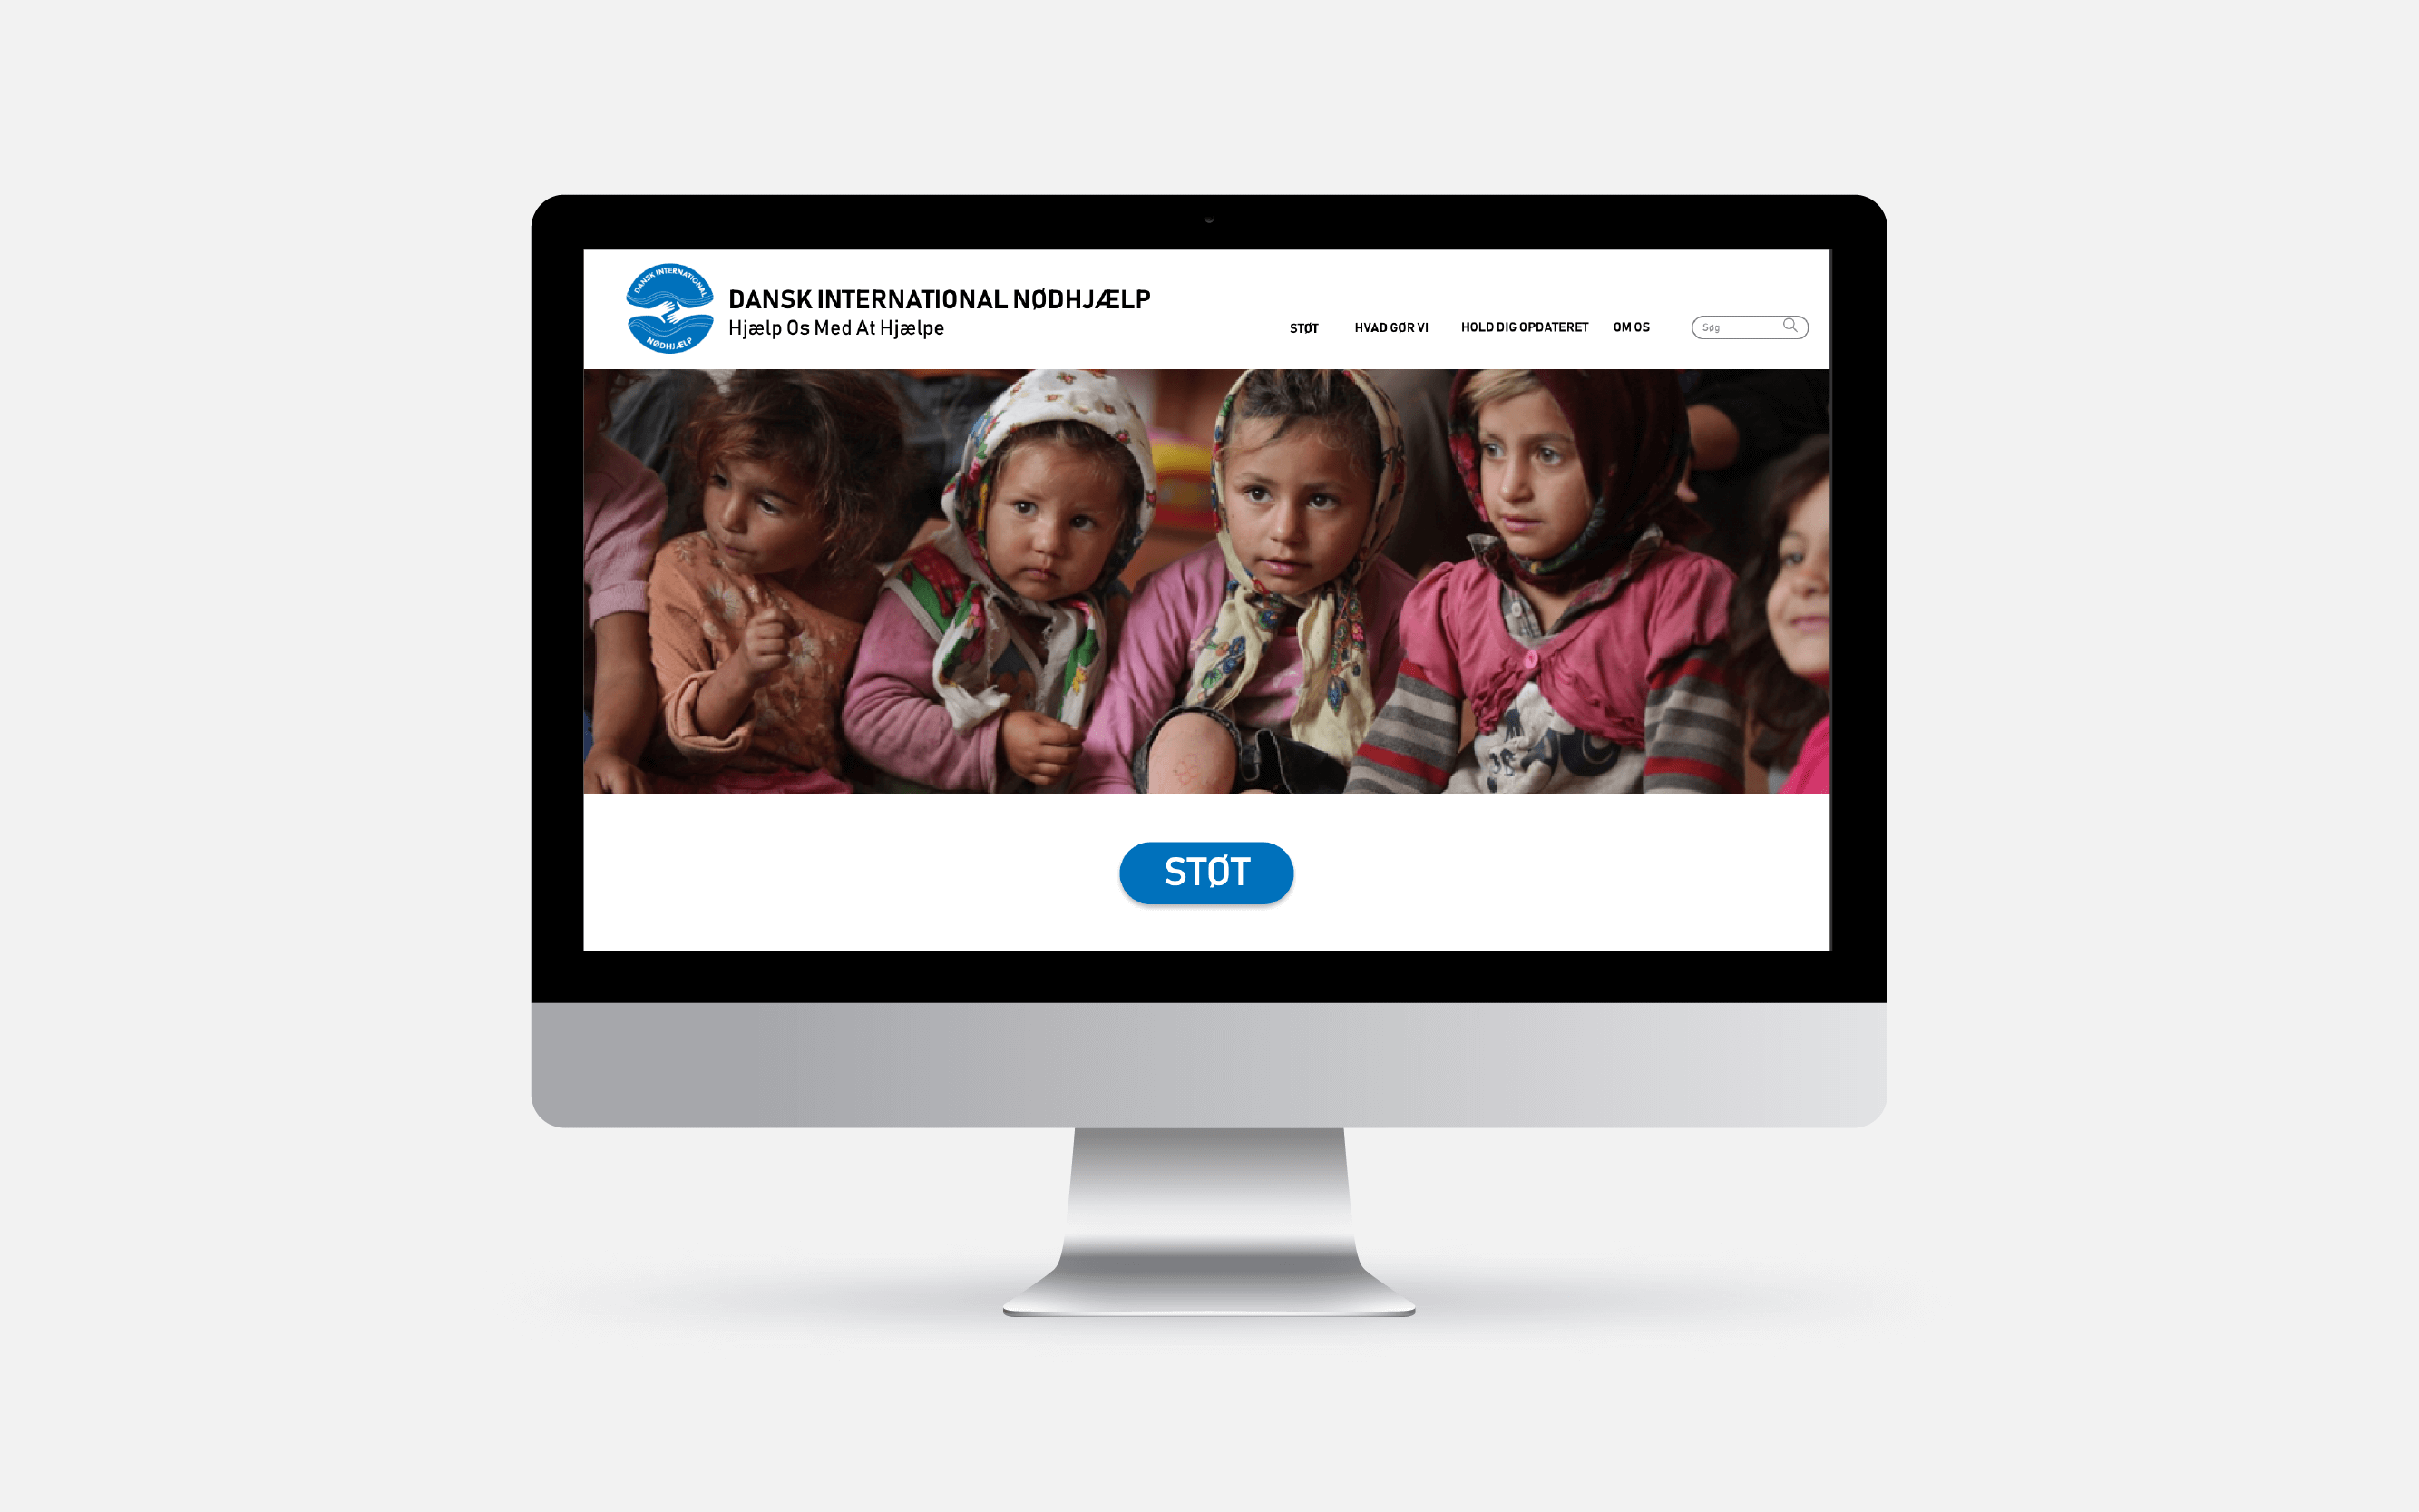 DANSK INTERNATIONAL
NØDHJÆLP
DANSK INTERNATIONAL NØDHJÆLP
Hjælp Os Med At Hjælpe
STØT
HVAD GØR VI
HOLD DIG OPDATERET
OM OS
Søg
STØT